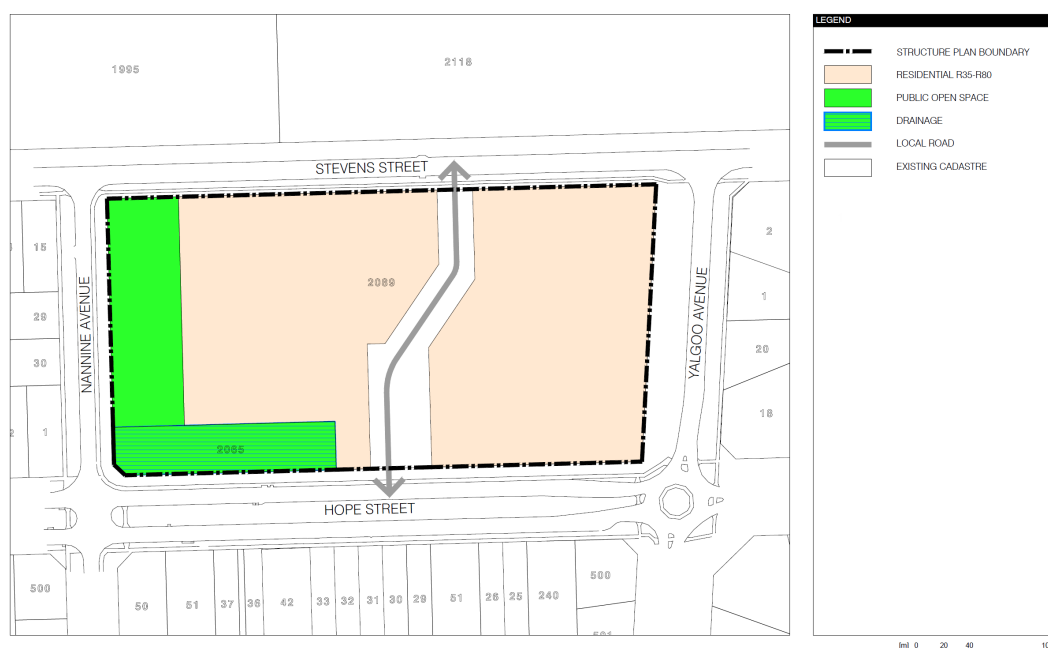 LEGEND
STRUCTURE PLAN BOUNDARY
RESIDENTIAL R35-R80
PUBLIC OPEN SPACE
DRAINAGE
LOCAL ROAD
EXISTING CADASTRE
1995
2118
STEVENS STREET
15
2
2089
NANNINE AVENUE
YALGOO AVENUE
1
29
20
30
18
1
2065
HOPE STREET
500
50
51
37
36
42
33
32
31
30
29
51
26
25
240
500
0 20 40